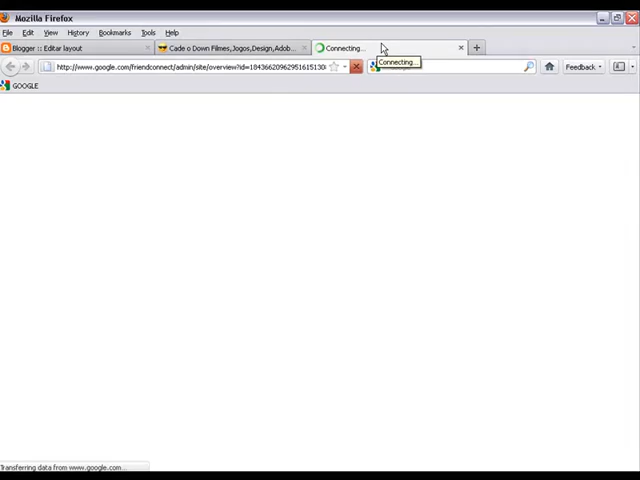 Mozilla Firefox
File Edit View History Bookmarks Tools Help
Blogger :: Editar layout
Cade o Down Filmes,Jogos,Design,Adob...
Connecting...
http://www.google.com/friendconnect/admin/site/overview?id=18436620962951615130
Feedback
Connecting...
GOOGLE
Transferring data from www.google.com...